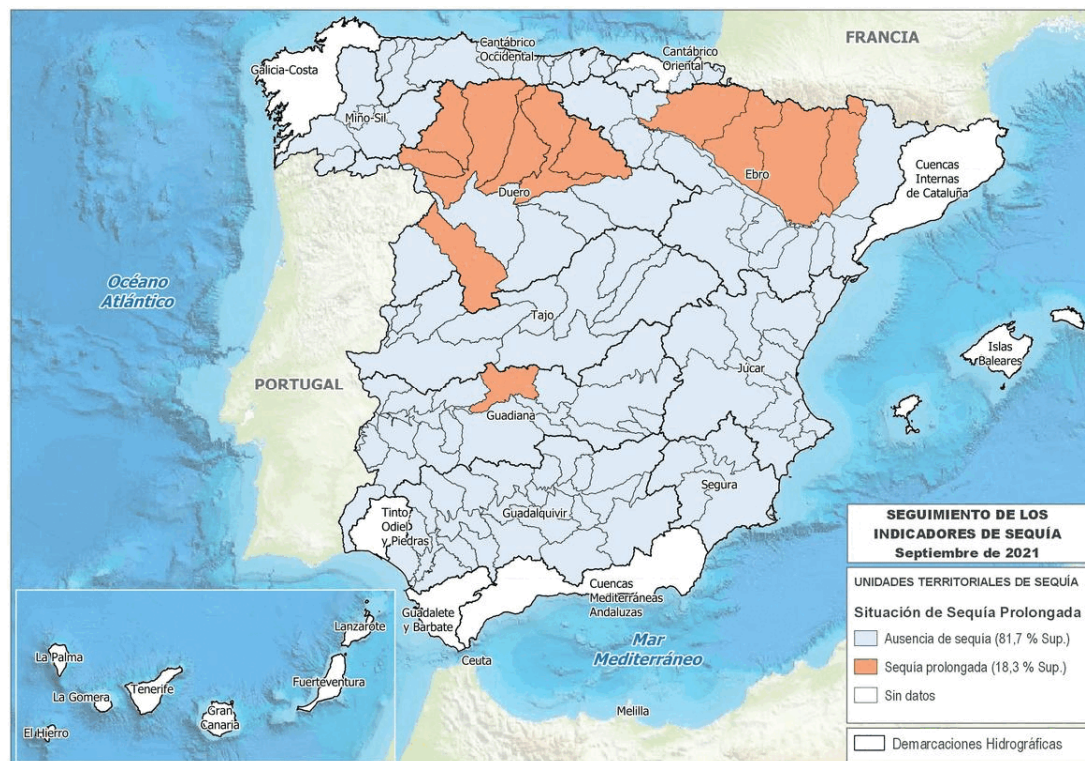 FRANCIA
Cantábrico
Occidental
Cantábrico
Oriental
Galicia-Costa
Miño-Sil
Cuencas
Internas
de Cataluña
Ebro
Duero
Océano
Atlántico
Tajo
Islas
Baleares
PORTUGAL
Júcar
Guadiana
Segura
Tinto,
Odiel
y Piedras
Guadalquivir
Cuencas
Mediterráneas
Andaluzas
Guadalete
y Barbate
Mar
Mediterráneo
Ceuta
Melilla
Lanzarote
La Palma
Fuerteventura
La Gomera
Tenerife
Gran
Canaria
El Hierro
SEGUIMIENTO DE LOS
INDICADORES DE SEQUÍA
Septiembre de 2021
UNIDADES TERRITORIALES DE SEQUÍA
Situación de Sequía Prolongada
Ausencia de sequía (81,7 % Sup.)
Sequía prolongada (18,3 % Sup.)
Sin datos
Demarcaciones Hidrográficas